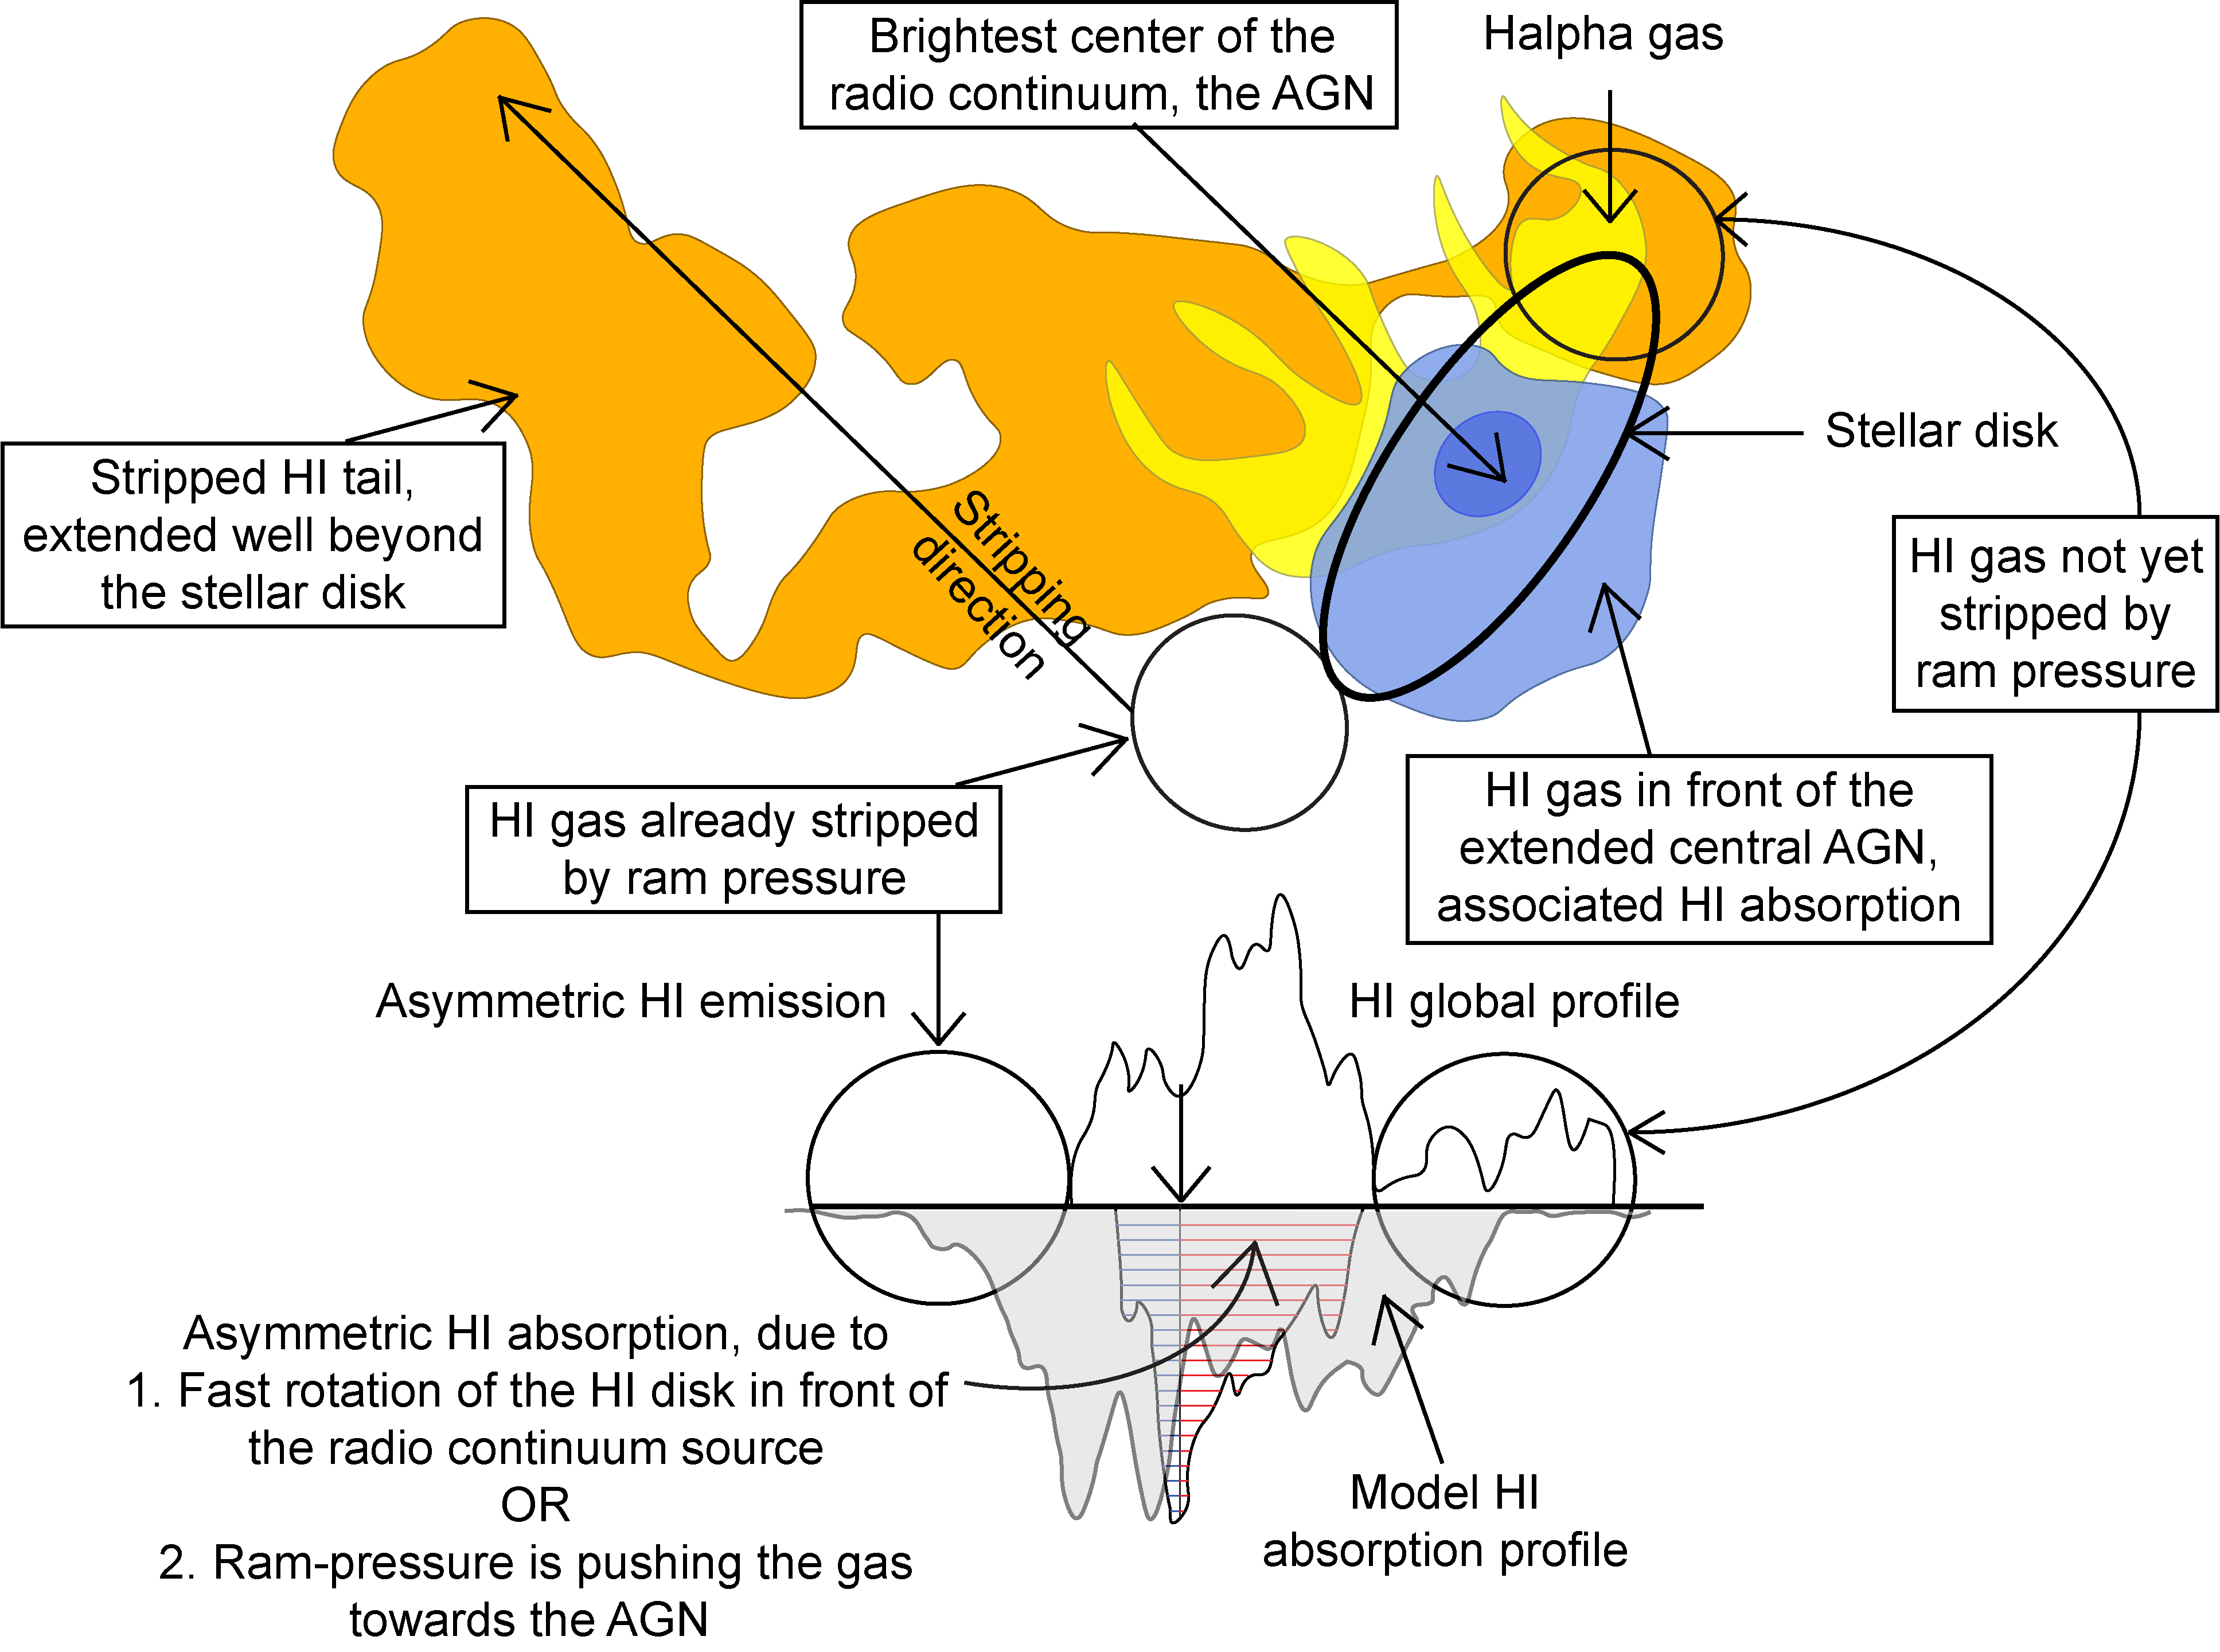 Brightest center of the
radio continuum, the AGN
Halpha gas
Stellar disk
Stripped HI tail,
extended well beyond
the stellar disk
Stripping
direction
HI gas not yet
stripped by
ram pressure
HI gas already stripped
by ram pressure
HI gas in front of the
extended central AGN,
associated HI absorption
Asymmetric HI emission
HI global profile
Asymmetric HI absorption, due to
1. Fast rotation of the HI disk in front of
the radio continuum source
OR
2. Ram-pressure is pushing the gas
towards the AGN
Model HI
absorption profile